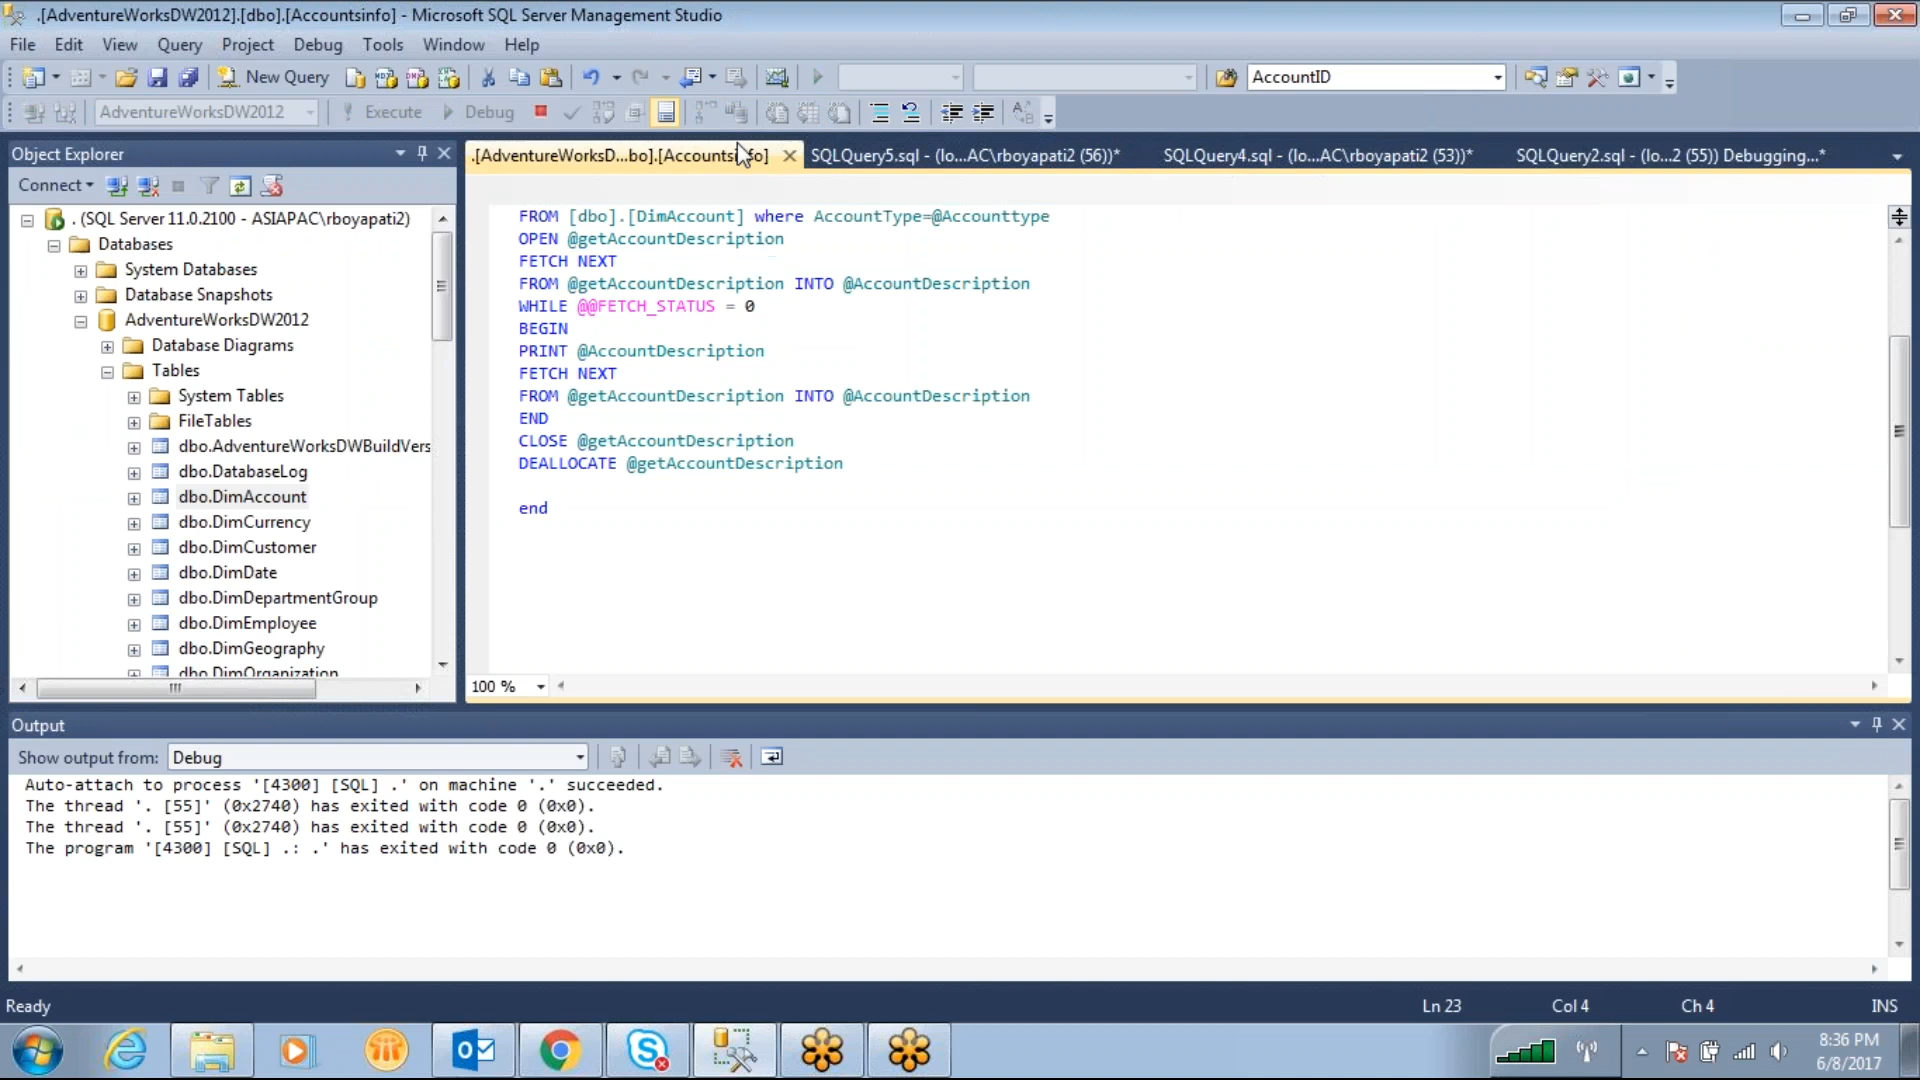 .[AdventureWorksDW2012].[dbo].[Accountsinfo] - Microsoft SQL Server Management Studio
File Edit View Query Project Debug Tools Window Help
New Query AccountID
AdventureWorksDW2012 Execute Debug
Object Explorer
.[AdventureWorksD...bo].[Accountsinfo] SQLQuery5.sql - (lo...AC\rboyapati2 (56))* SQLQuery4.sql - (lo...AC\rboyapati2 (53))* SQLQuery2.sql - (lo...2 (55)) Debugging...*
Connect
. (SQL Server 11.0.2100 - ASIAPAC\rboyapati2)
Databases
System Databases
Database Snapshots
AdventureWorksDW2012
Database Diagrams
Tables
System Tables
FileTables
dbo.AdventureWorksDWBuildVers
dbo.DatabaseLog
dbo.DimAccount
dbo.DimCurrency
dbo.DimCustomer
dbo.DimDate
dbo.DimDepartmentGroup
dbo.DimEmployee
dbo.DimGeography
dbo.DimOrganization
FROM [dbo].[DimAccount] where AccountType=@Accounttype
OPEN @getAccountDescription
FETCH NEXT
FROM @getAccountDescription INTO @AccountDescription
WHILE @@FETCH_STATUS = 0
BEGIN
PRINT @AccountDescription
FETCH NEXT
FROM @getAccountDescription INTO @AccountDescription
END
CLOSE @getAccountDescription
DEALLOCATE @getAccountDescription
end
100 %
Output
Show output from: Debug
Auto-attach to process '[4300] [SQL] .' on machine '.' succeeded.
The thread '. [55]' (0x2740) has exited with code 0 (0x0).
The thread '. [55]' (0x2740) has exited with code 0 (0x0).
The program '[4300] [SQL] .: .' has exited with code 0 (0x0).
Ready Ln 23 Col 4 Ch 4 INS
8:36 PM
6/8/2017